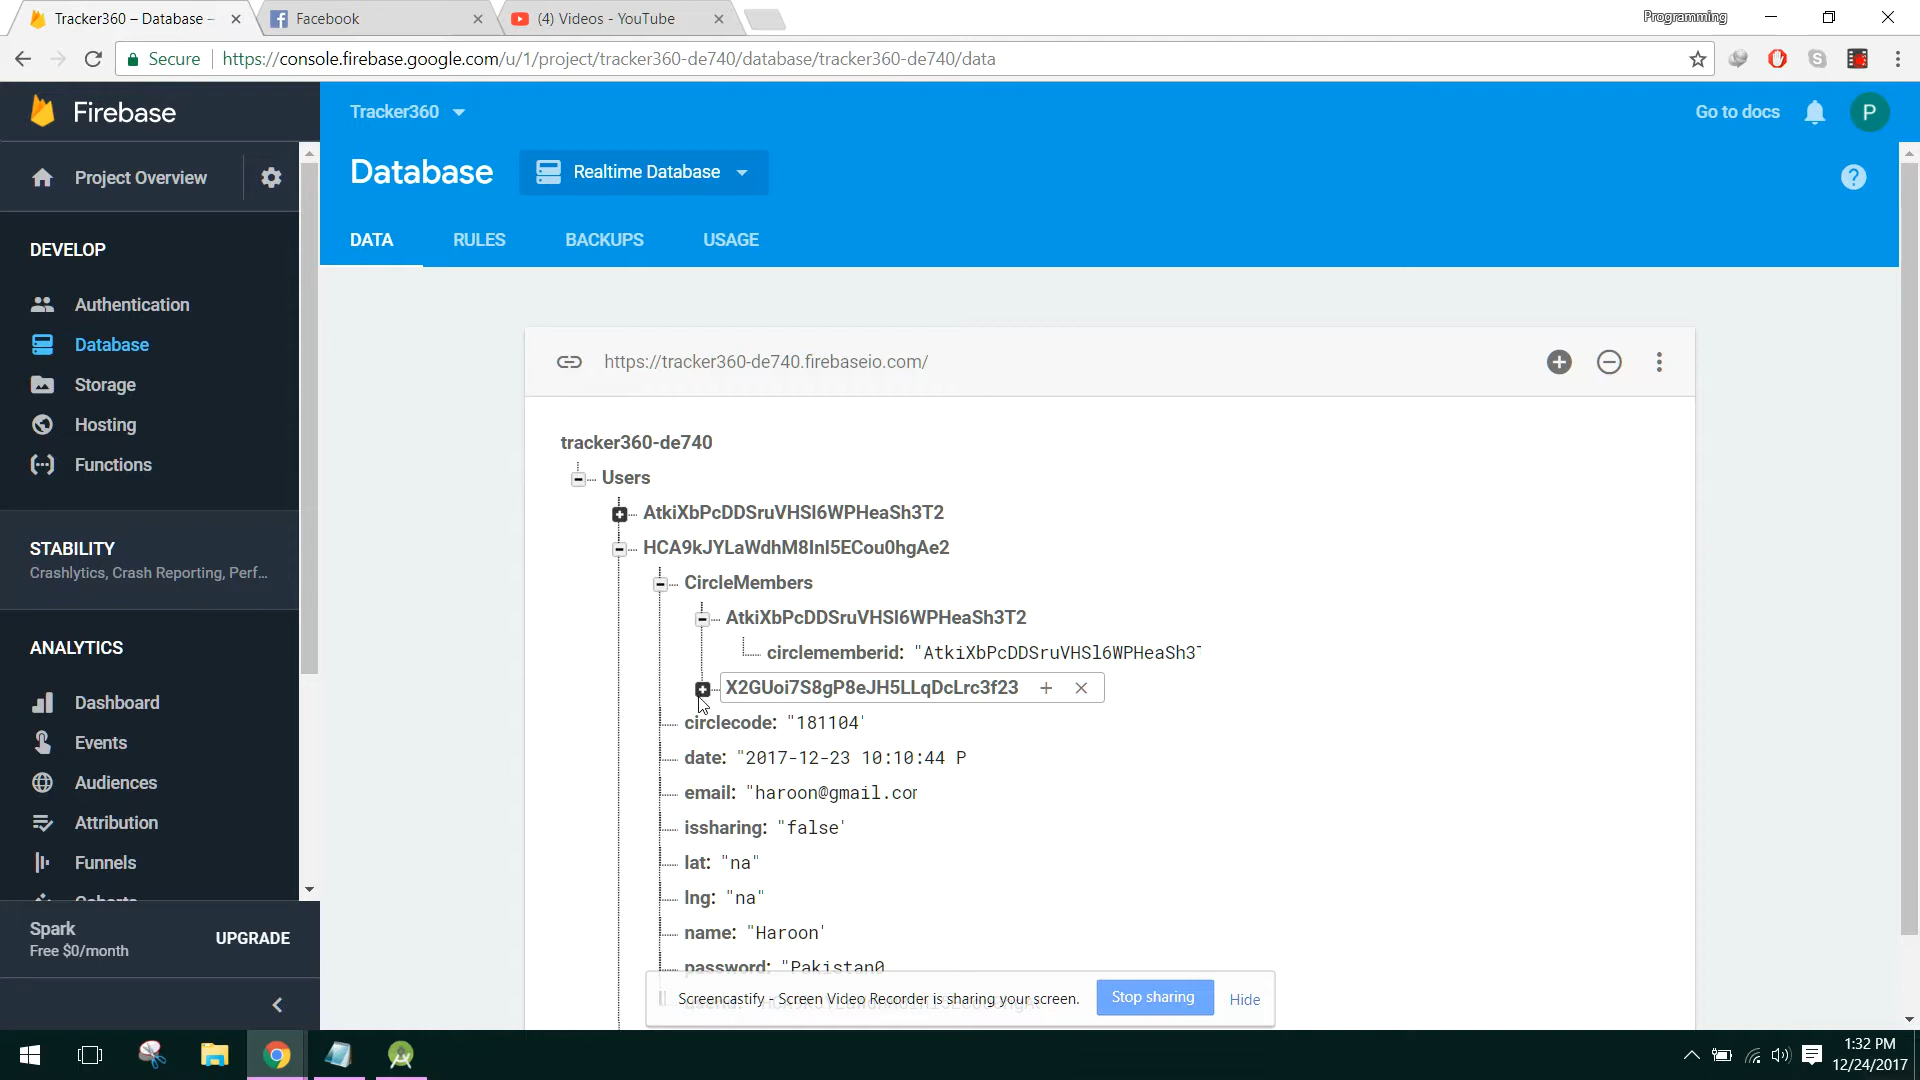 Tracker360 – Database –
Facebook
(4) Videos - YouTube
Programming
Secure
https://console.firebase.google.com/u/1/project/tracker360-de740/database/tracker360-de740/data
Firebase
Tracker360
Go to docs
P
Project Overview
Database
Realtime Database
?
DATA
RULES
BACKUPS
USAGE
DEVELOP
Authentication
Database
Storage
Hosting
Functions
STABILITY
Crashlytics, Crash Reporting, Perf...
ANALYTICS
Dashboard
Events
Audiences
Attribution
Funnels
Cohorts
Spark
Free $0/month
UPGRADE
https://tracker360-de740.firebaseio.com/
tracker360-de740
Users
AtkiXbPcDDSruVHSl6WPHeaSh3T2
HCA9kJYLaWdhM8Inl5ECou0hgAe2
CircleMembers
AtkiXbPcDDSruVHSl6WPHeaSh3T2
circlememberid: "AtkiXbPcDDSruVHSl6WPHeaSh3T
X2GUoi7S8gP8eJH5LLqDcLrc3f23
circlecode: "181104"
date: "2017-12-23 10:10:44 P
email: "haroon@gmail.com
issharing: "false"
lat: "na"
lng: "na"
name: "Haroon"
password: "Pakistan0
Screencastify - Screen Video Recorder is sharing your screen.
Stop sharing
Hide
1:32 PM
12/24/2017